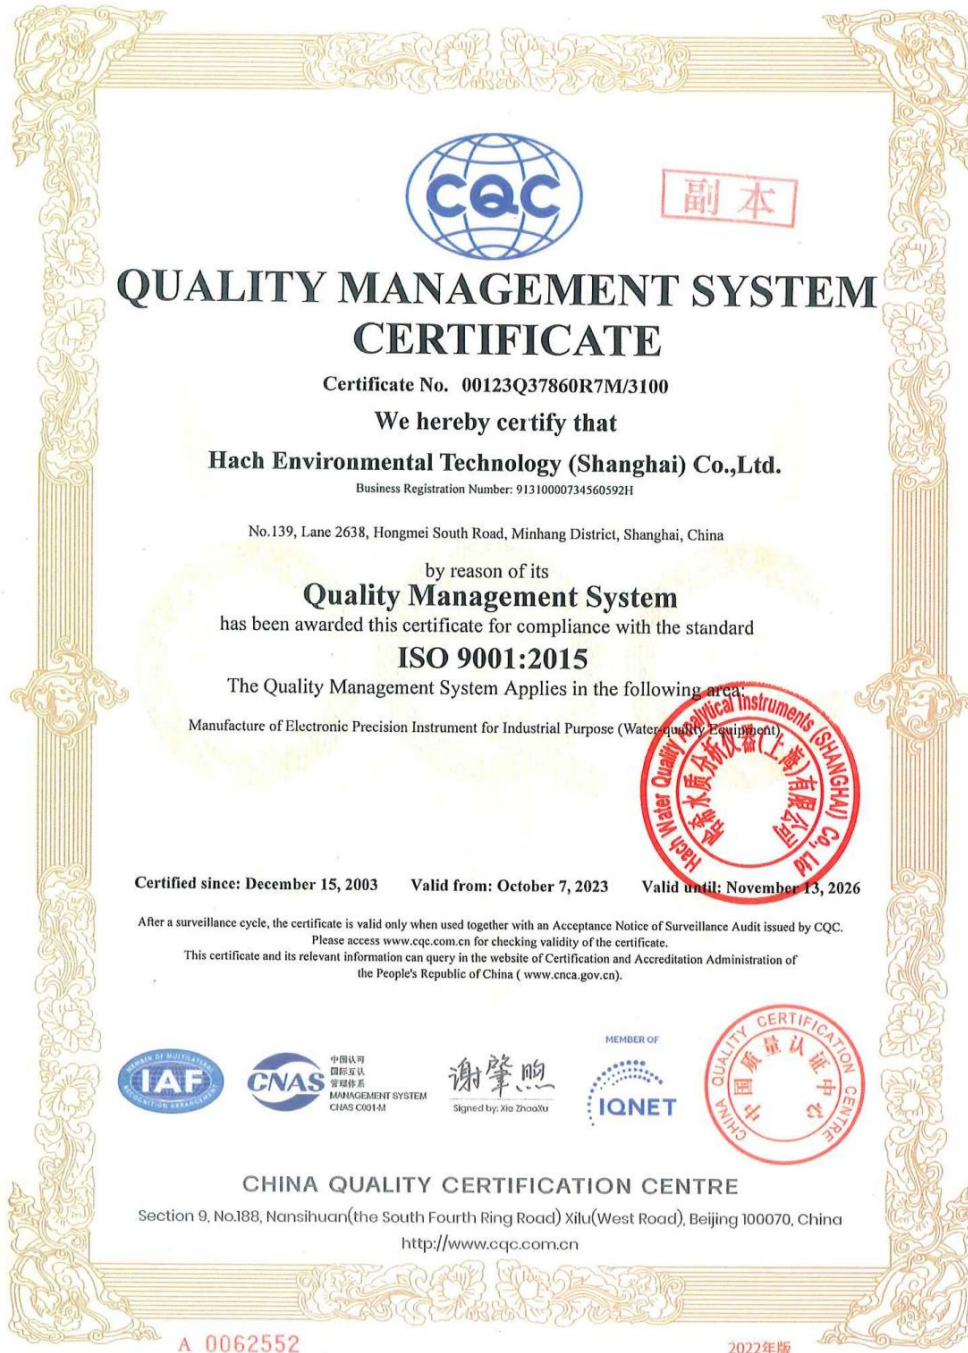 CQC
副本
QUALITY MANAGEMENT SYSTEM
CERTIFICATE
Certificate No. 00123Q37860R7M/3100
We hereby certify that
Hach Environmental Technology (Shanghai) Co.,Ltd.
Business Registration Number: 91310000734560592H
No.139, Lane 2638, Hongmei South Road, Minhang District, Shanghai, China
by reason of its
Quality Management System
has been awarded this certificate for compliance with the standard
ISO 9001:2015
The Quality Management System Applies in the following area:
Manufacture of Electronic Precision Instrument for Industrial Purpose (Water-quality Equipment)
Hach Water Quality Analytical Instruments (SHANGHAI) Co., Ltd
哈希水质分析仪器(上海)有限公司
Certified since: December 15, 2003 Valid from: October 7, 2023 Valid until: November 13, 2026
After a surveillance cycle, the certificate is valid only when used together with an Acceptance Notice of Surveillance Audit issued by CQC.
Please access www.cqc.com.cn for checking validity of the certificate.
This certificate and its relevant information can query in the website of Certification and Accreditation Administration of
the People's Republic of China ( www.cnca.gov.cn).
MEMBER OF MULTILATERAL
IAF
RECOGNITION ARRANGEMENT
CNAS
中国认可
国际互认
管理体系
MANAGEMENT SYSTEM
CNAS C001-M
谢肇煦
Signed by: Xie ZhaoXu
MEMBER OF
IQNET
CHINA QUALITY CERTIFICATION CENTRE
中国质量认证中心
CHINA QUALITY CERTIFICATION CENTRE
Section 9, No.188, Nansihuan(the South Fourth Ring Road) Xilu(West Road), Beijing 100070, China
http://www.cqc.com.cn
A 0062552
2022年版